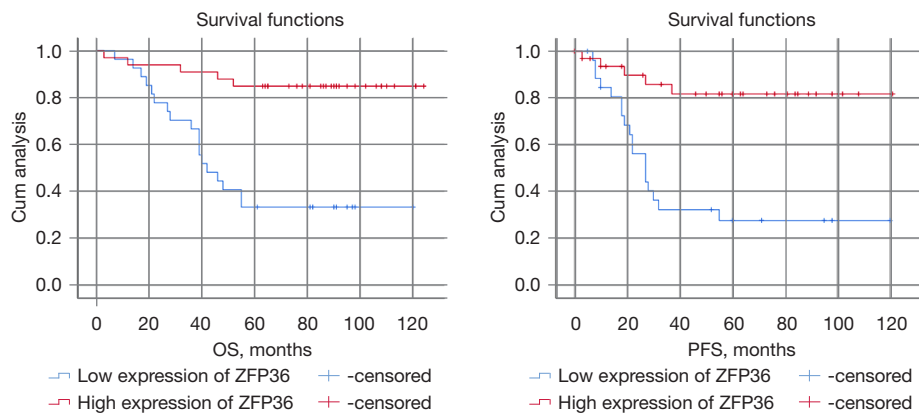 Survival functions
1.0
0.8
0.6
0.4
0.2
0.0
Cum analysis
0 20 40 60 80 100 120
OS, months
Low expression of ZFP36 -censored
High expression of ZFP36 -censored
Survival functions
1.0
0.8
0.6
0.4
0.2
0.0
Cum analysis
0 20 40 60 80 100 120
PFS, months
Low expression of ZFP36 -censored
High expression of ZFP36 -censored